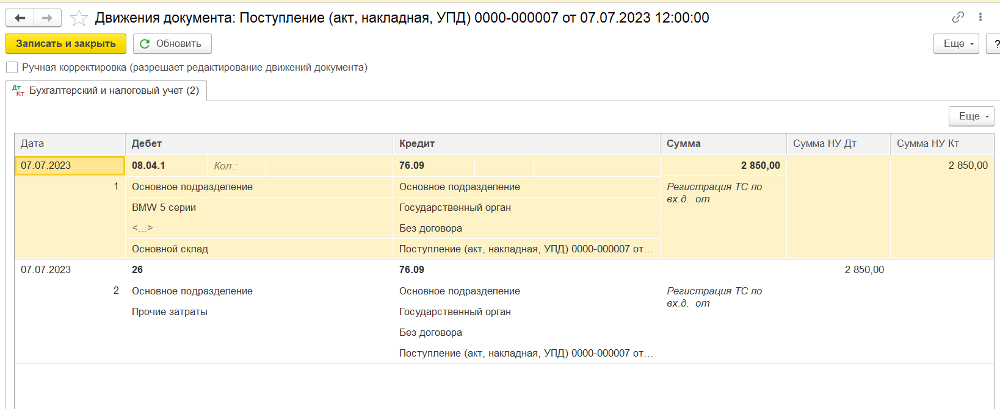 Движения документа: Поступление (акт, накладная, УПД) 0000-000007 от 07.07.2023 12:00:00
Записать и закрыть Обновить Еще ?
Ручная корректировка (разрешает редактирование движений документа)
Дт Кт Бухгалтерский и налоговый учет (2)
Еще
Дата Дебет Кредит Сумма Сумма НУ Дт Сумма НУ Кт
07.07.2023 08.04.1 Кол.: 76.09 2 850,00 2 850,00
1 Основное подразделение Основное подразделение Регистрация ТС по
вх.д. от
BMW 5 серии Государственный орган
<...> Без договора
Основной склад Поступление (акт, накладная, УПД) 0000-000007 от...
07.07.2023 26 76.09 2 850,00
2 Основное подразделение Основное подразделение Регистрация ТС по
вх.д. от
Прочие затраты Государственный орган
Без договора
Поступление (акт, накладная, УПД) 0000-000007 от...